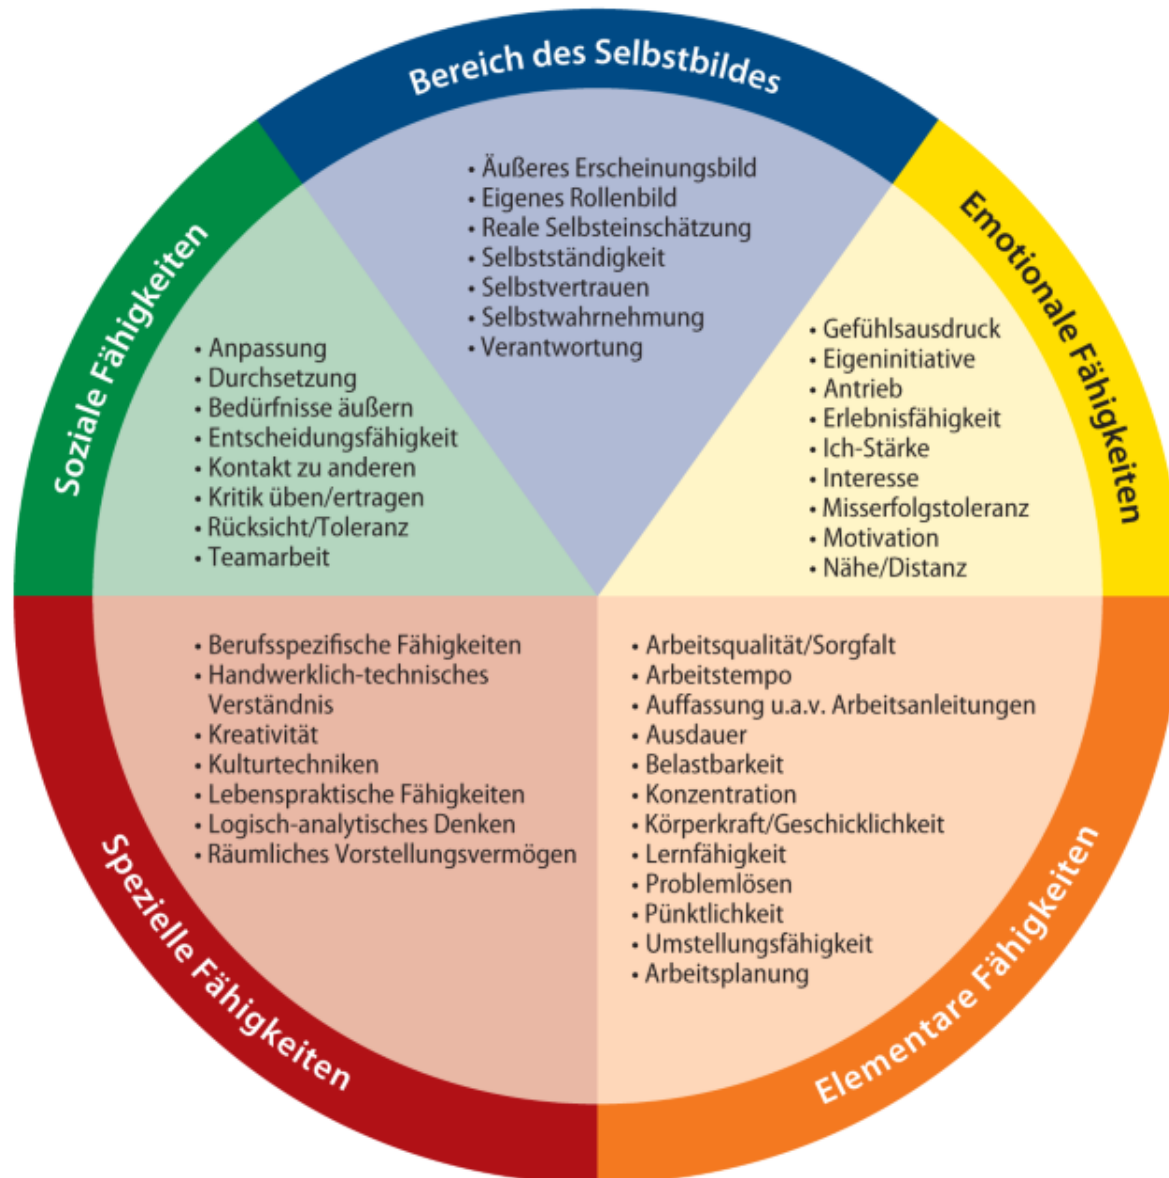 Bereich des Selbstbildes
• Äußeres Erscheinungsbild
• Eigenes Rollenbild
• Reale Selbsteinschätzung
• Selbstständigkeit
• Selbstvertrauen
• Selbstwahrnehmung
• Verantwortung
Emotionale Fähigkeiten
• Gefühlsausdruck
• Eigeninitiative
• Antrieb
• Erlebnisfähigkeit
• Ich-Stärke
• Interesse
• Misserfolgstoleranz
• Motivation
• Nähe/Distanz
Elementare Fähigkeiten
• Arbeitsqualität/Sorgfalt
• Arbeitstempo
• Auffassung u.a.v. Arbeitsanleitungen
• Ausdauer
• Belastbarkeit
• Konzentration
• Körperkraft/Geschicklichkeit
• Lernfähigkeit
• Problemlösen
• Pünktlichkeit
• Umstellungsfähigkeit
• Arbeitsplanung
Spezielle Fähigkeiten
• Berufsspezifische Fähigkeiten
• Handwerklich-technisches
Verständnis
• Kreativität
• Kulturtechniken
• Lebenspraktische Fähigkeiten
• Logisch-analytisches Denken
• Räumliches Vorstellungsvermögen
Soziale Fähigkeiten
• Anpassung
• Durchsetzung
• Bedürfnisse äußern
• Entscheidungsfähigkeit
• Kontakt zu anderen
• Kritik üben/ertragen
• Rücksicht/Toleranz
• Teamarbeit